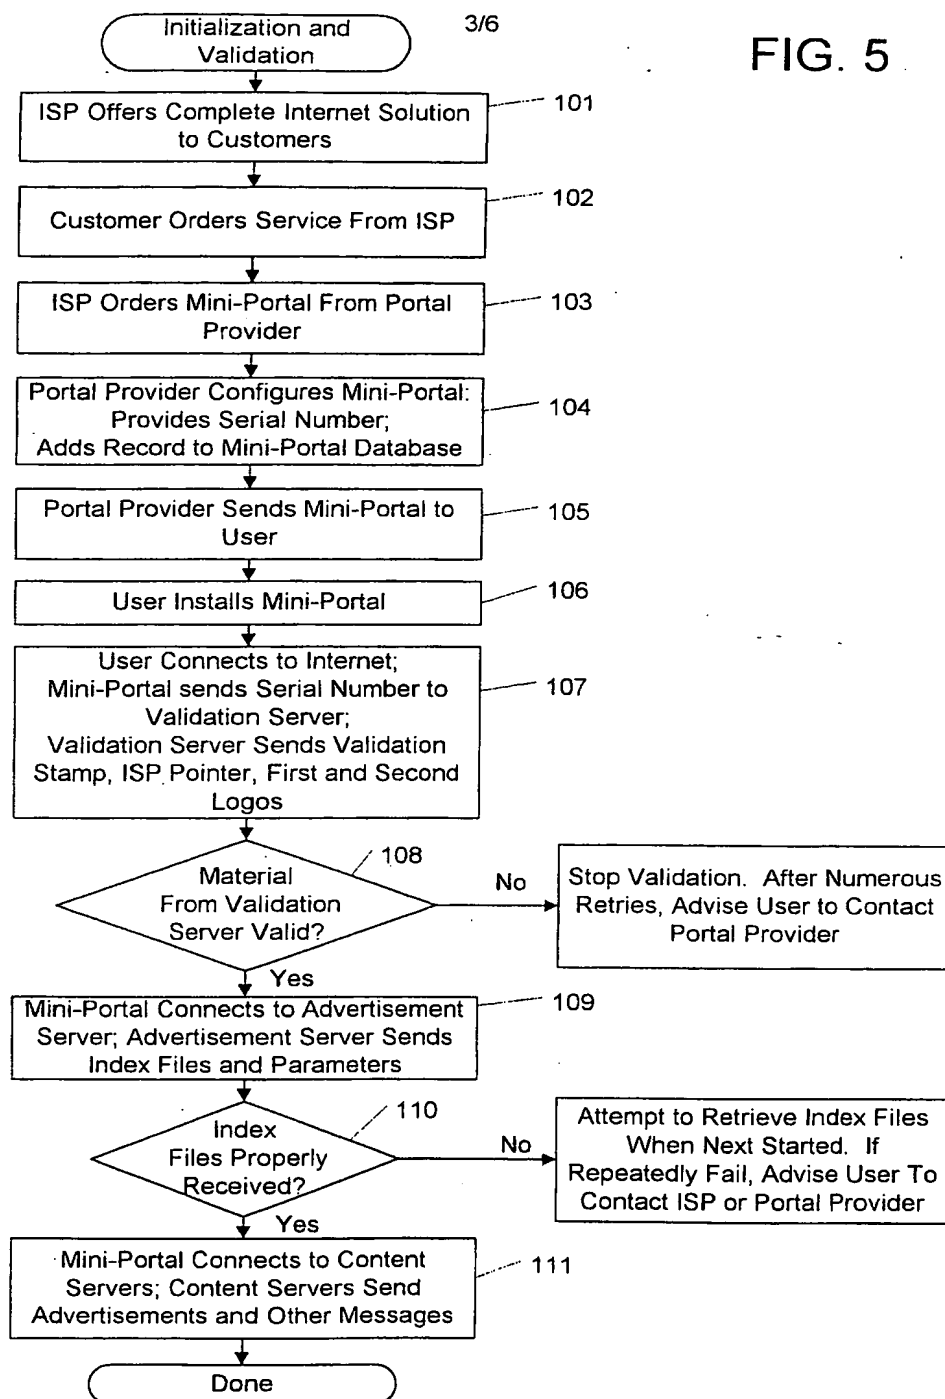 Initialization and
Validation
3/6
FIG. 5
ISP Offers Complete Internet Solution
to Customers
101
Customer Orders Service From ISP
102
ISP Orders Mini-Portal From Portal
Provider
103
Portal Provider Configures Mini-Portal:
Provides Serial Number;
Adds Record to Mini-Portal Database
104
Portal Provider Sends Mini-Portal to
User
105
User Installs Mini-Portal
106
User Connects to Internet;
Mini-Portal sends Serial Number to
Validation Server;
Validation Server Sends Validation
Stamp, ISP Pointer, First and Second
Logos
107
Material
From Validation
Server Valid?
108
No
Stop Validation. After Numerous
Retries, Advise User to Contact
Portal Provider
Yes
Mini-Portal Connects to Advertisement
Server; Advertisement Server Sends
Index Files and Parameters
109
Index
Files Properly
Received?
110
No
Attempt to Retrieve Index Files
When Next Started. If
Repeatedly Fail, Advise User To
Contact ISP or Portal Provider
Yes
Mini-Portal Connects to Content
Servers; Content Servers Send
Advertisements and Other Messages
111
Done